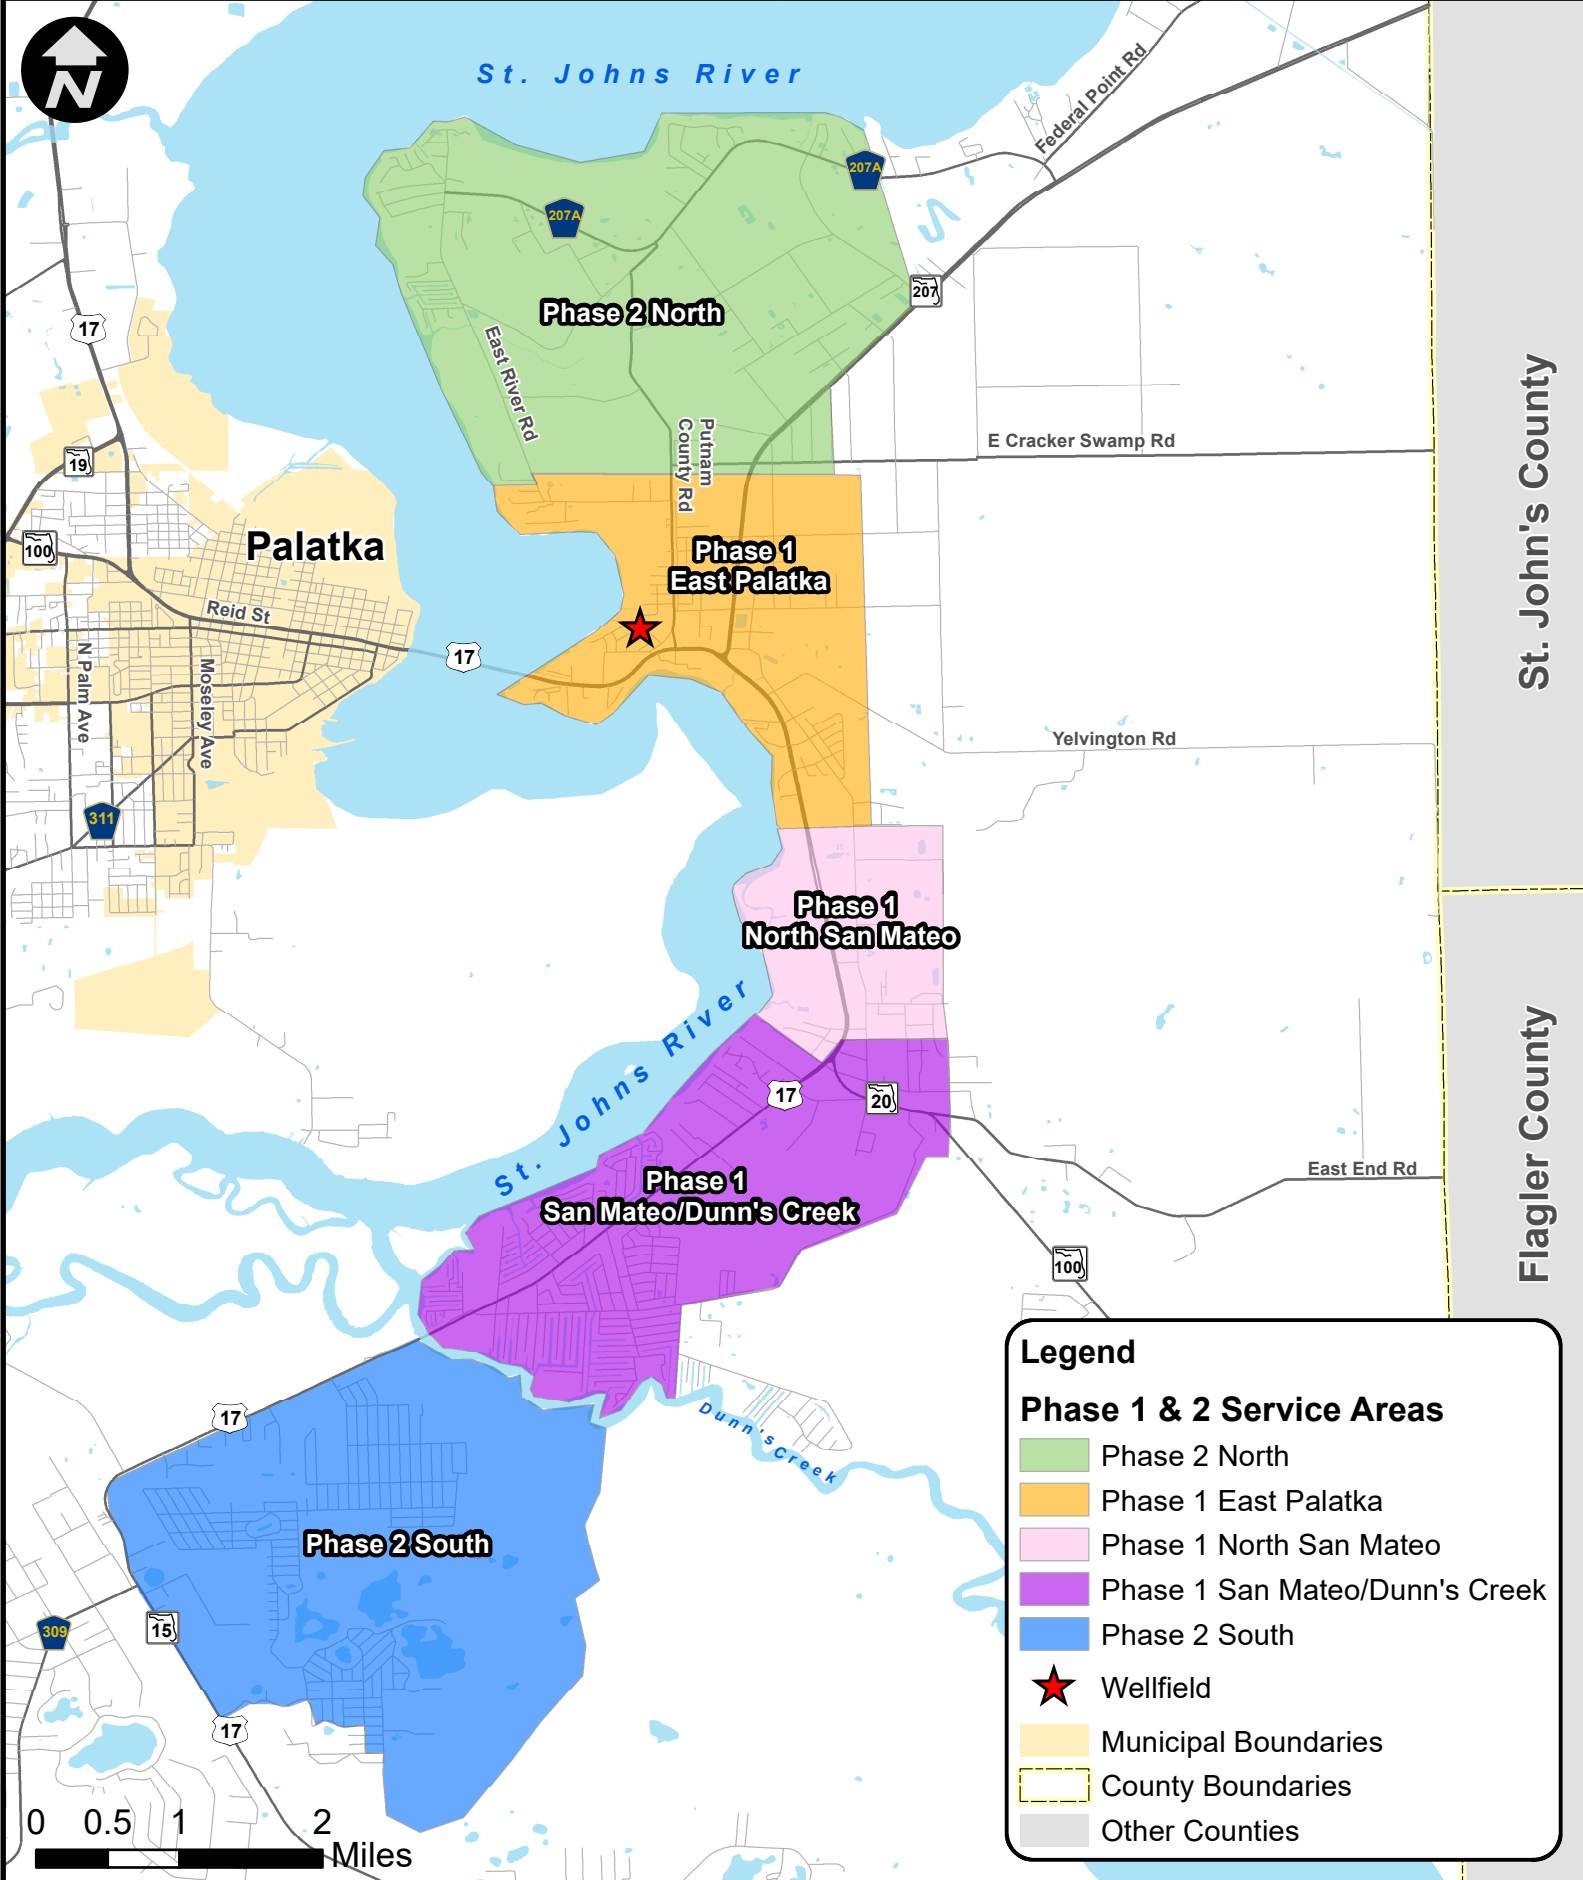 N
St. Johns River
Federal Point Rd
207A
207A
207
Phase 2 North
17
East River Rd
Putnam
County Rd
E Cracker Swamp Rd
St. John's County
19
100
Palatka
Phase 1
East Palatka
Reid St
17
N Palm Ave
Moseley Ave
Yelvington Rd
311
Phase 1
North San Mateo
St. Johns River
17
20
Flagler County
East End Rd
Phase 1
San Mateo/Dunn's Creek
100
17
Dunn's Creek
Phase 2 South
309
15
17
0 0.5 1 2
Miles
Legend
Phase 1 & 2 Service Areas
Phase 2 North
Phase 1 East Palatka
Phase 1 North San Mateo
Phase 1 San Mateo/Dunn's Creek
Phase 2 South
Wellfield
Municipal Boundaries
County Boundaries
Other Counties